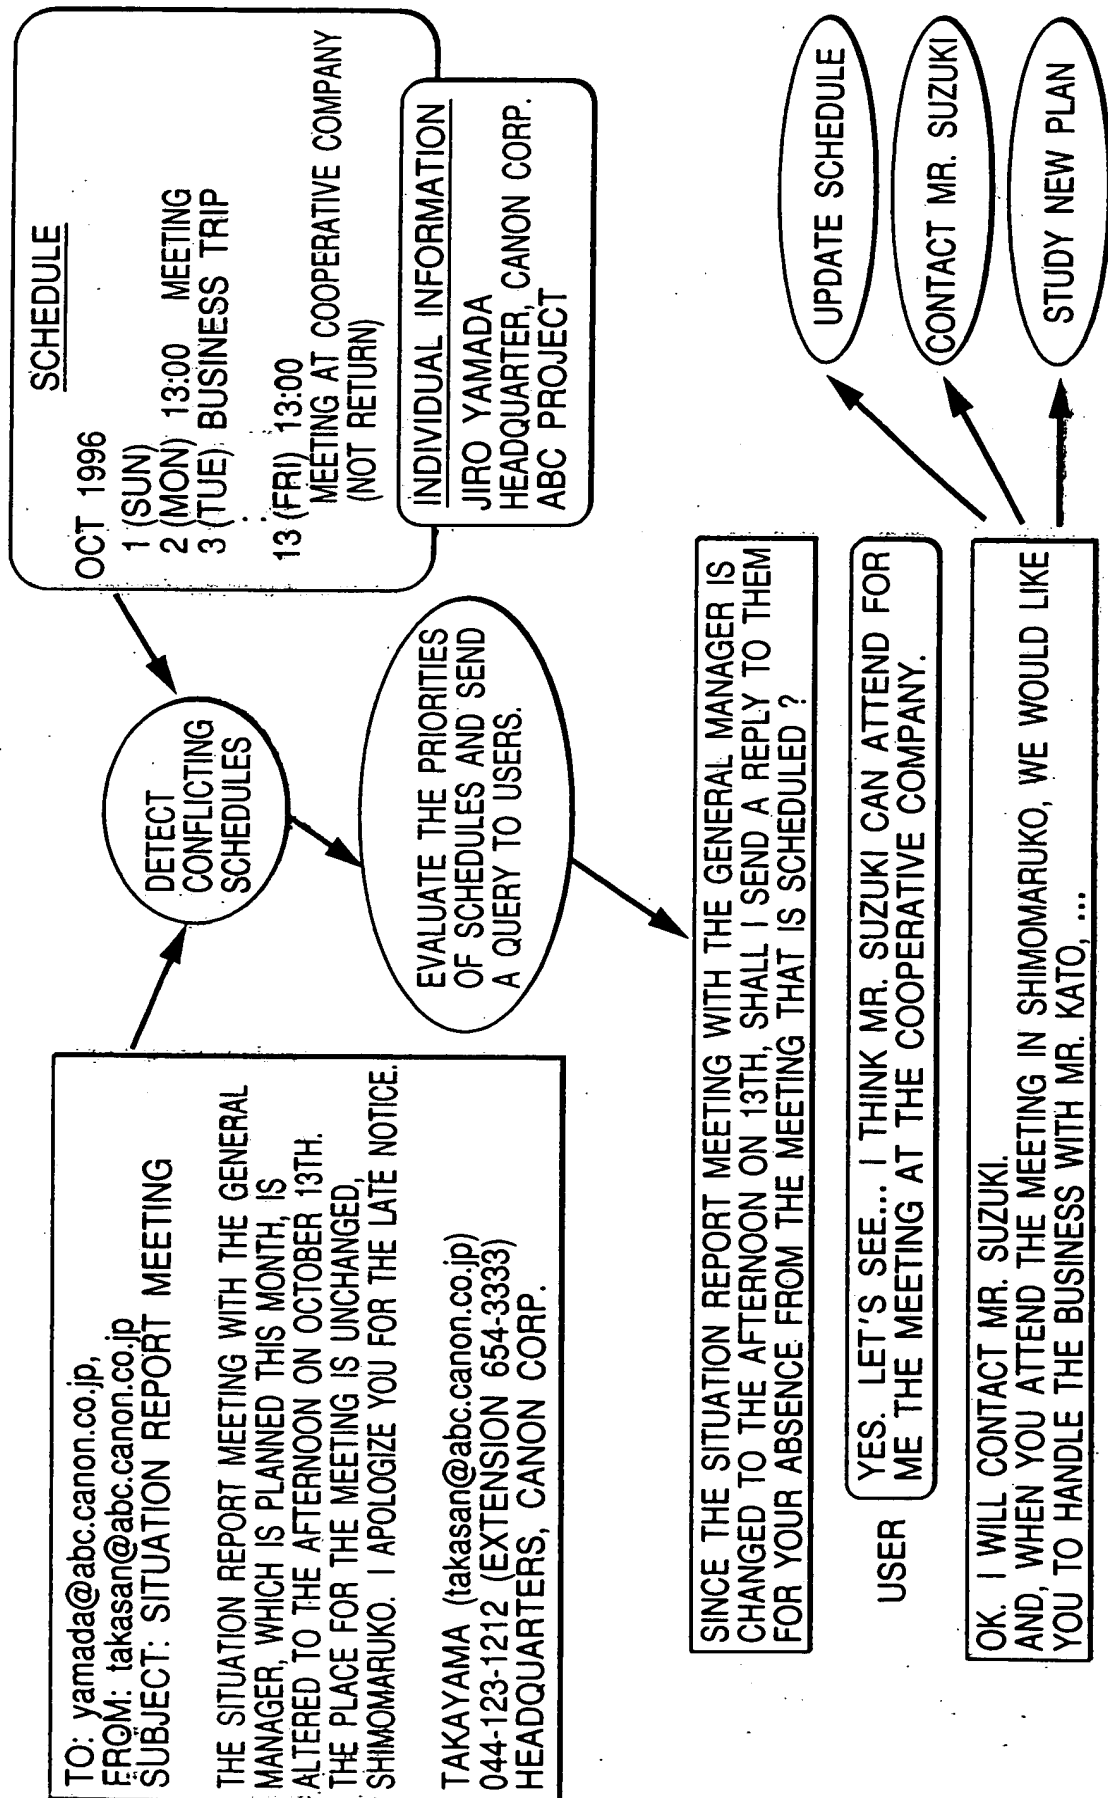 TO: yamada@abc.canon.co.jp,
FROM: takasan@abc.canon.co.jp
SUBJECT: SITUATION REPORT MEETING
THE SITUATION REPORT MEETING WITH THE GENERAL
MANAGER, WHICH IS PLANNED THIS MONTH, IS
ALTERED TO THE AFTERNOON ON OCTOBER 13TH.
THE PLACE FOR THE MEETING IS UNCHANGED,
SHIMOMARUKO. I APOLOGIZE YOU FOR THE LATE NOTICE.
TAKAYAMA (takasan@abc.canon.co.jp)
044-123-1212 (EXTENSION 654-3333)
HEADQUARTERS, CANON CORP.
DETECT
CONFLICTING
SCHEDULES
SCHEDULE
OCT 1996
1 (SUN)
2 (MON) 13:00 MEETING
3 (TUE) BUSINESS TRIP
13 (FRI) 13:00
MEETING AT COOPERATIVE COMPANY
(NOT RETURN)
INDIVIDUAL INFORMATION
JIRO YAMADA
HEADQUARTER, CANON CORP.
ABC PROJECT
EVALUATE THE PRIORITIES
OF SCHEDULES AND SEND
A QUERY TO USERS.
SINCE THE SITUATION REPORT MEETING WITH THE GENERAL MANAGER IS
CHANGED TO THE AFTERNOON ON 13TH, SHALL I SEND A REPLY TO THEM
FOR YOUR ABSENCE FROM THE MEETING THAT IS SCHEDULED ?
USER
YES. LET'S SEE... I THINK MR. SUZUKI CAN ATTEND FOR
ME THE MEETING AT THE COOPERATIVE COMPANY.
OK. I WILL CONTACT MR. SUZUKI.
AND, WHEN YOU ATTEND THE MEETING IN SHIMOMARUKO, WE WOULD LIKE
YOU TO HANDLE THE BUSINESS WITH MR. KATO, ...
UPDATE SCHEDULE
CONTACT MR. SUZUKI
STUDY NEW PLAN